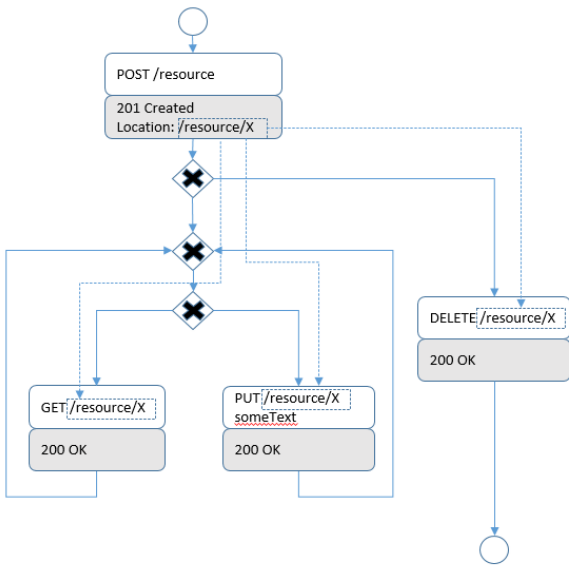 POST /resource
201 Created
Location: /resource/X
DELETE /resource/X
200 OK
GET /resource/X
200 OK
PUT /resource/X
someText
200 OK